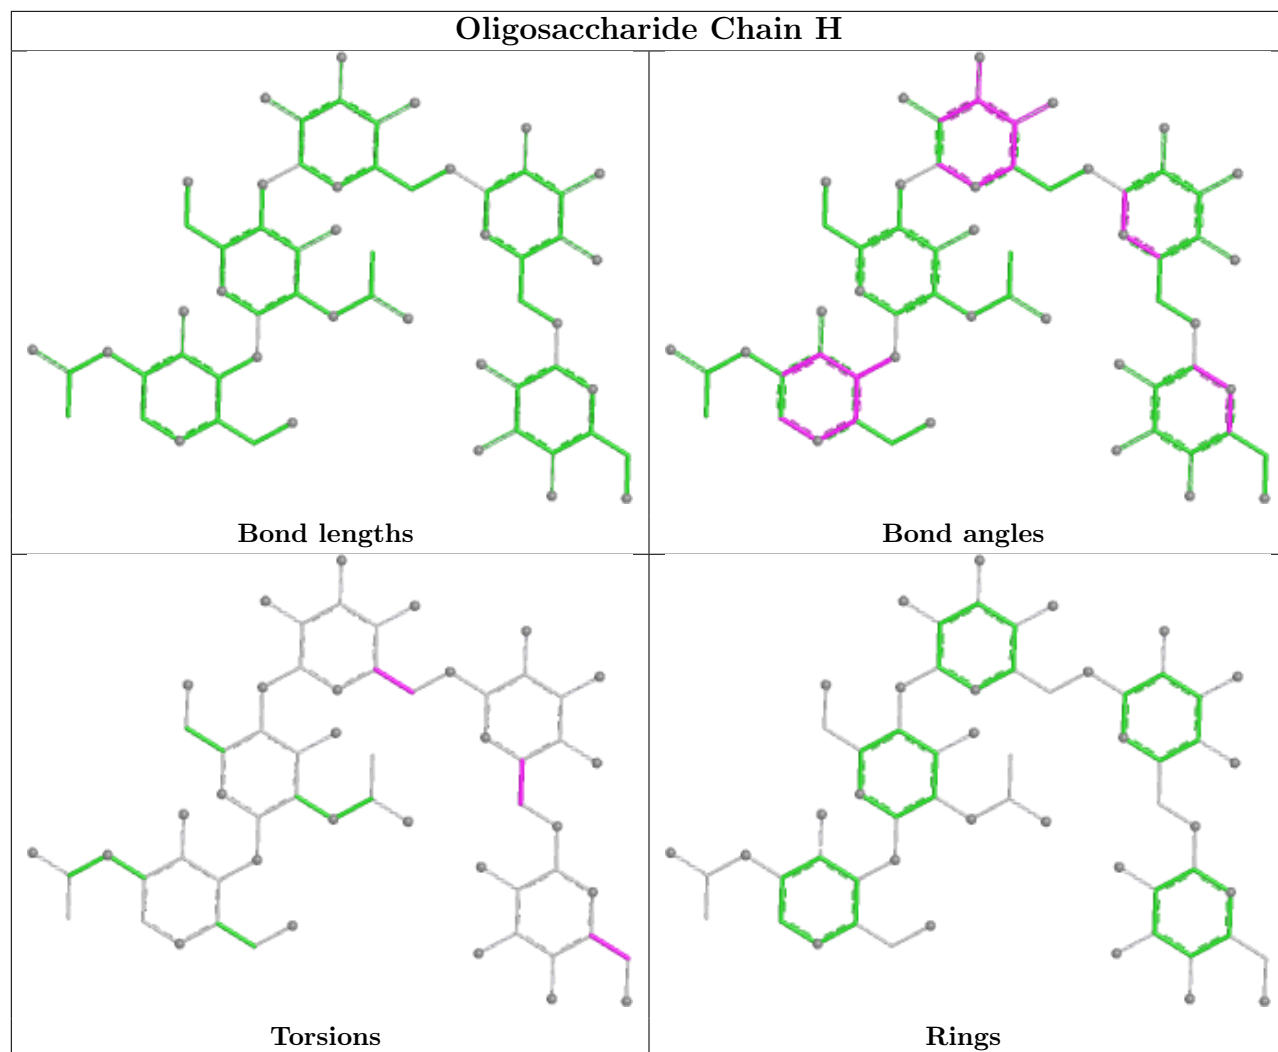 Oligosaccharide Chain H
Bond lengths
Bond angles
Torsions
Rings